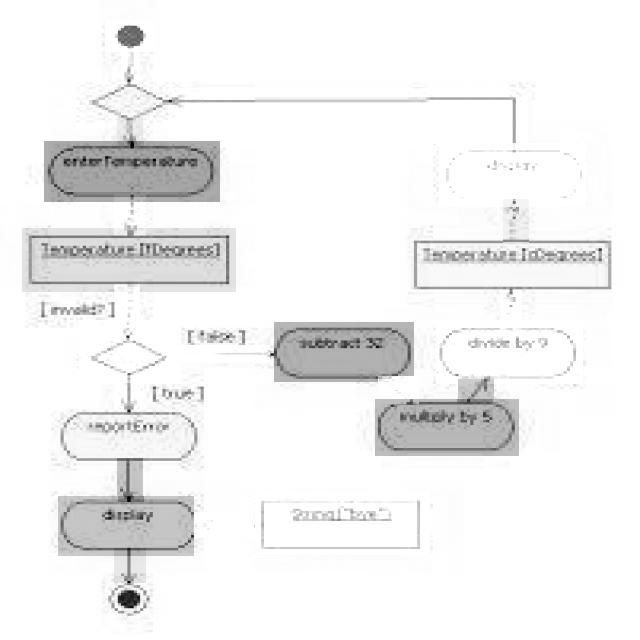 enterTemperature
display
Temperature[fDegrees]
Temperature[cDegrees]
[invalid?]
[false]
subtract 32
divide by 9
[true]
multiply by 5
reportError
display
String["bye"]